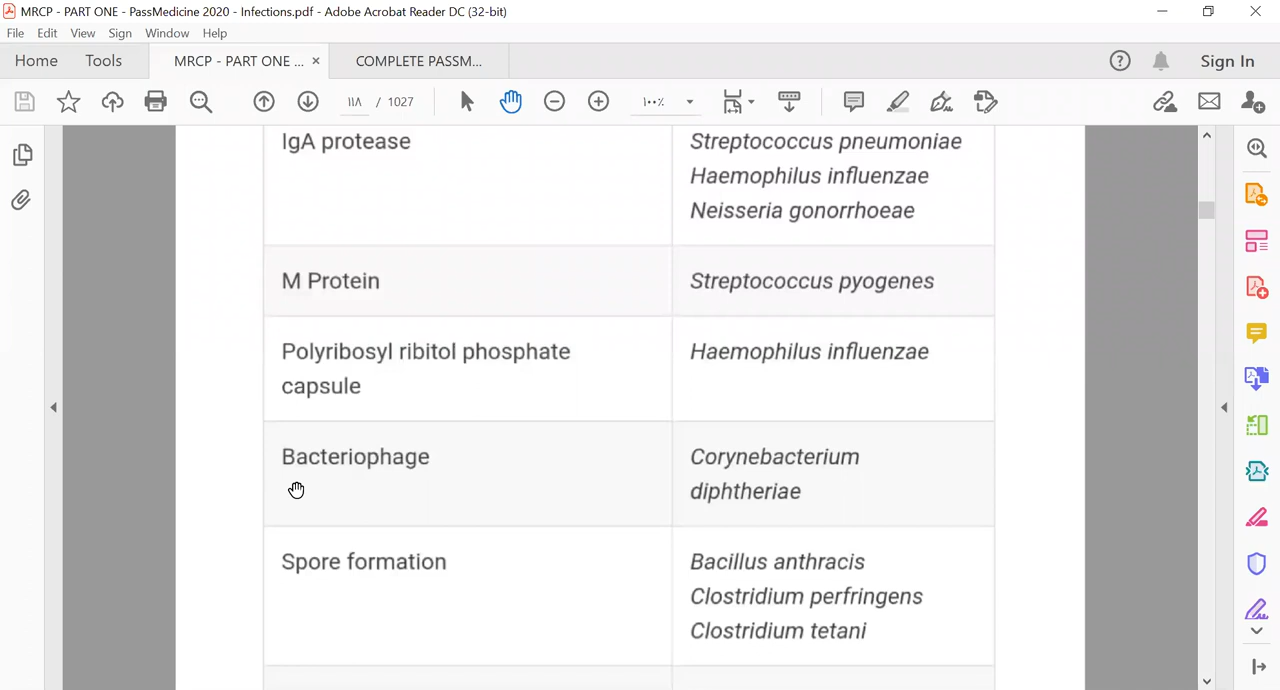 MRCP - PART ONE - PassMedicine 2020 - Infections.pdf - Adobe Acrobat Reader DC (32-bit)
File Edit View Sign Window Help
Home Tools MRCP - PART ONE ... × COMPLETE PASSM... Sign In
١١٨ / 1027 ١٠٠٪
IgA protease
Streptococcus pneumoniae
Haemophilus influenzae
Neisseria gonorrhoeae
M Protein
Streptococcus pyogenes
Polyribosyl ribitol phosphate
capsule
Haemophilus influenzae
Bacteriophage
Corynebacterium
diphtheriae
Spore formation
Bacillus anthracis
Clostridium perfringens
Clostridium tetani